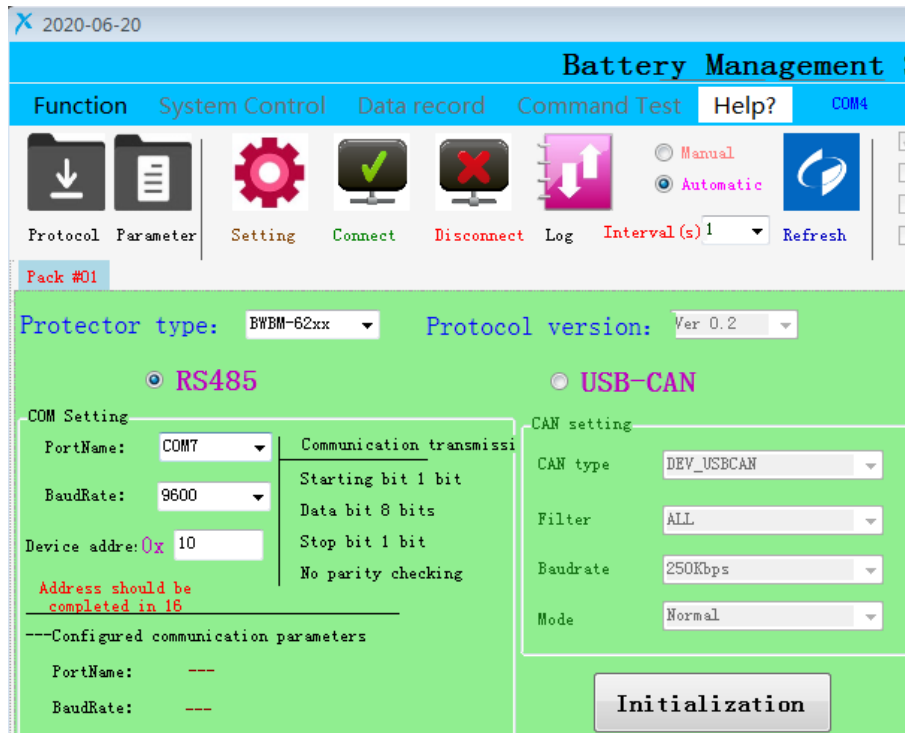 2020-06-20
Battery Management
Function System Control Data record Command Test Help? COM4
Manual
Automatic
Protocol Parameter Setting Connect Disconnect Log Interval(s) 1 Refresh
Pack #01
Protector type: BWBM-62xx Protocol version: Ver 0.2
RS485 USB-CAN
COM Setting
PortName: COM7
BaudRate: 9600
Device addre: 0x 10
Address should be
completed in 16
Communication transmissi
Starting bit 1 bit
Data bit 8 bits
Stop bit 1 bit
No parity checking
---Configured communication parameters
PortName: ---
BaudRate: ---
CAN setting
CAN type DEV_USBCAN
Filter ALL
Baudrate 250Kbps
Mode Normal
Initialization